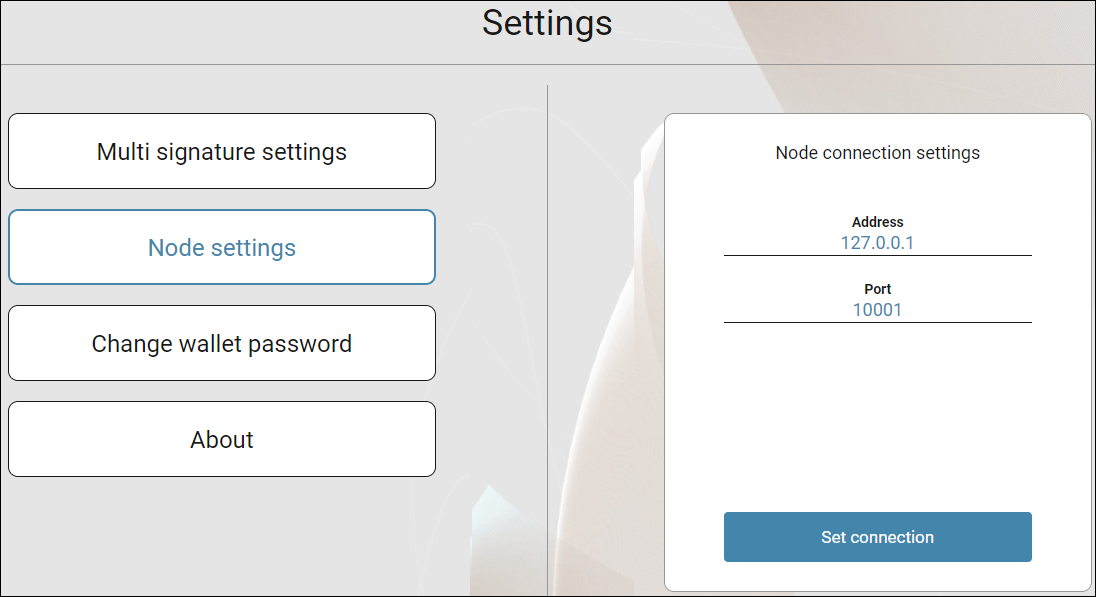 Settings
Multi signature settings
Node settings
Change wallet password
About
Node connection settings
Address
127.0.0.1
Port
10001
Set connection